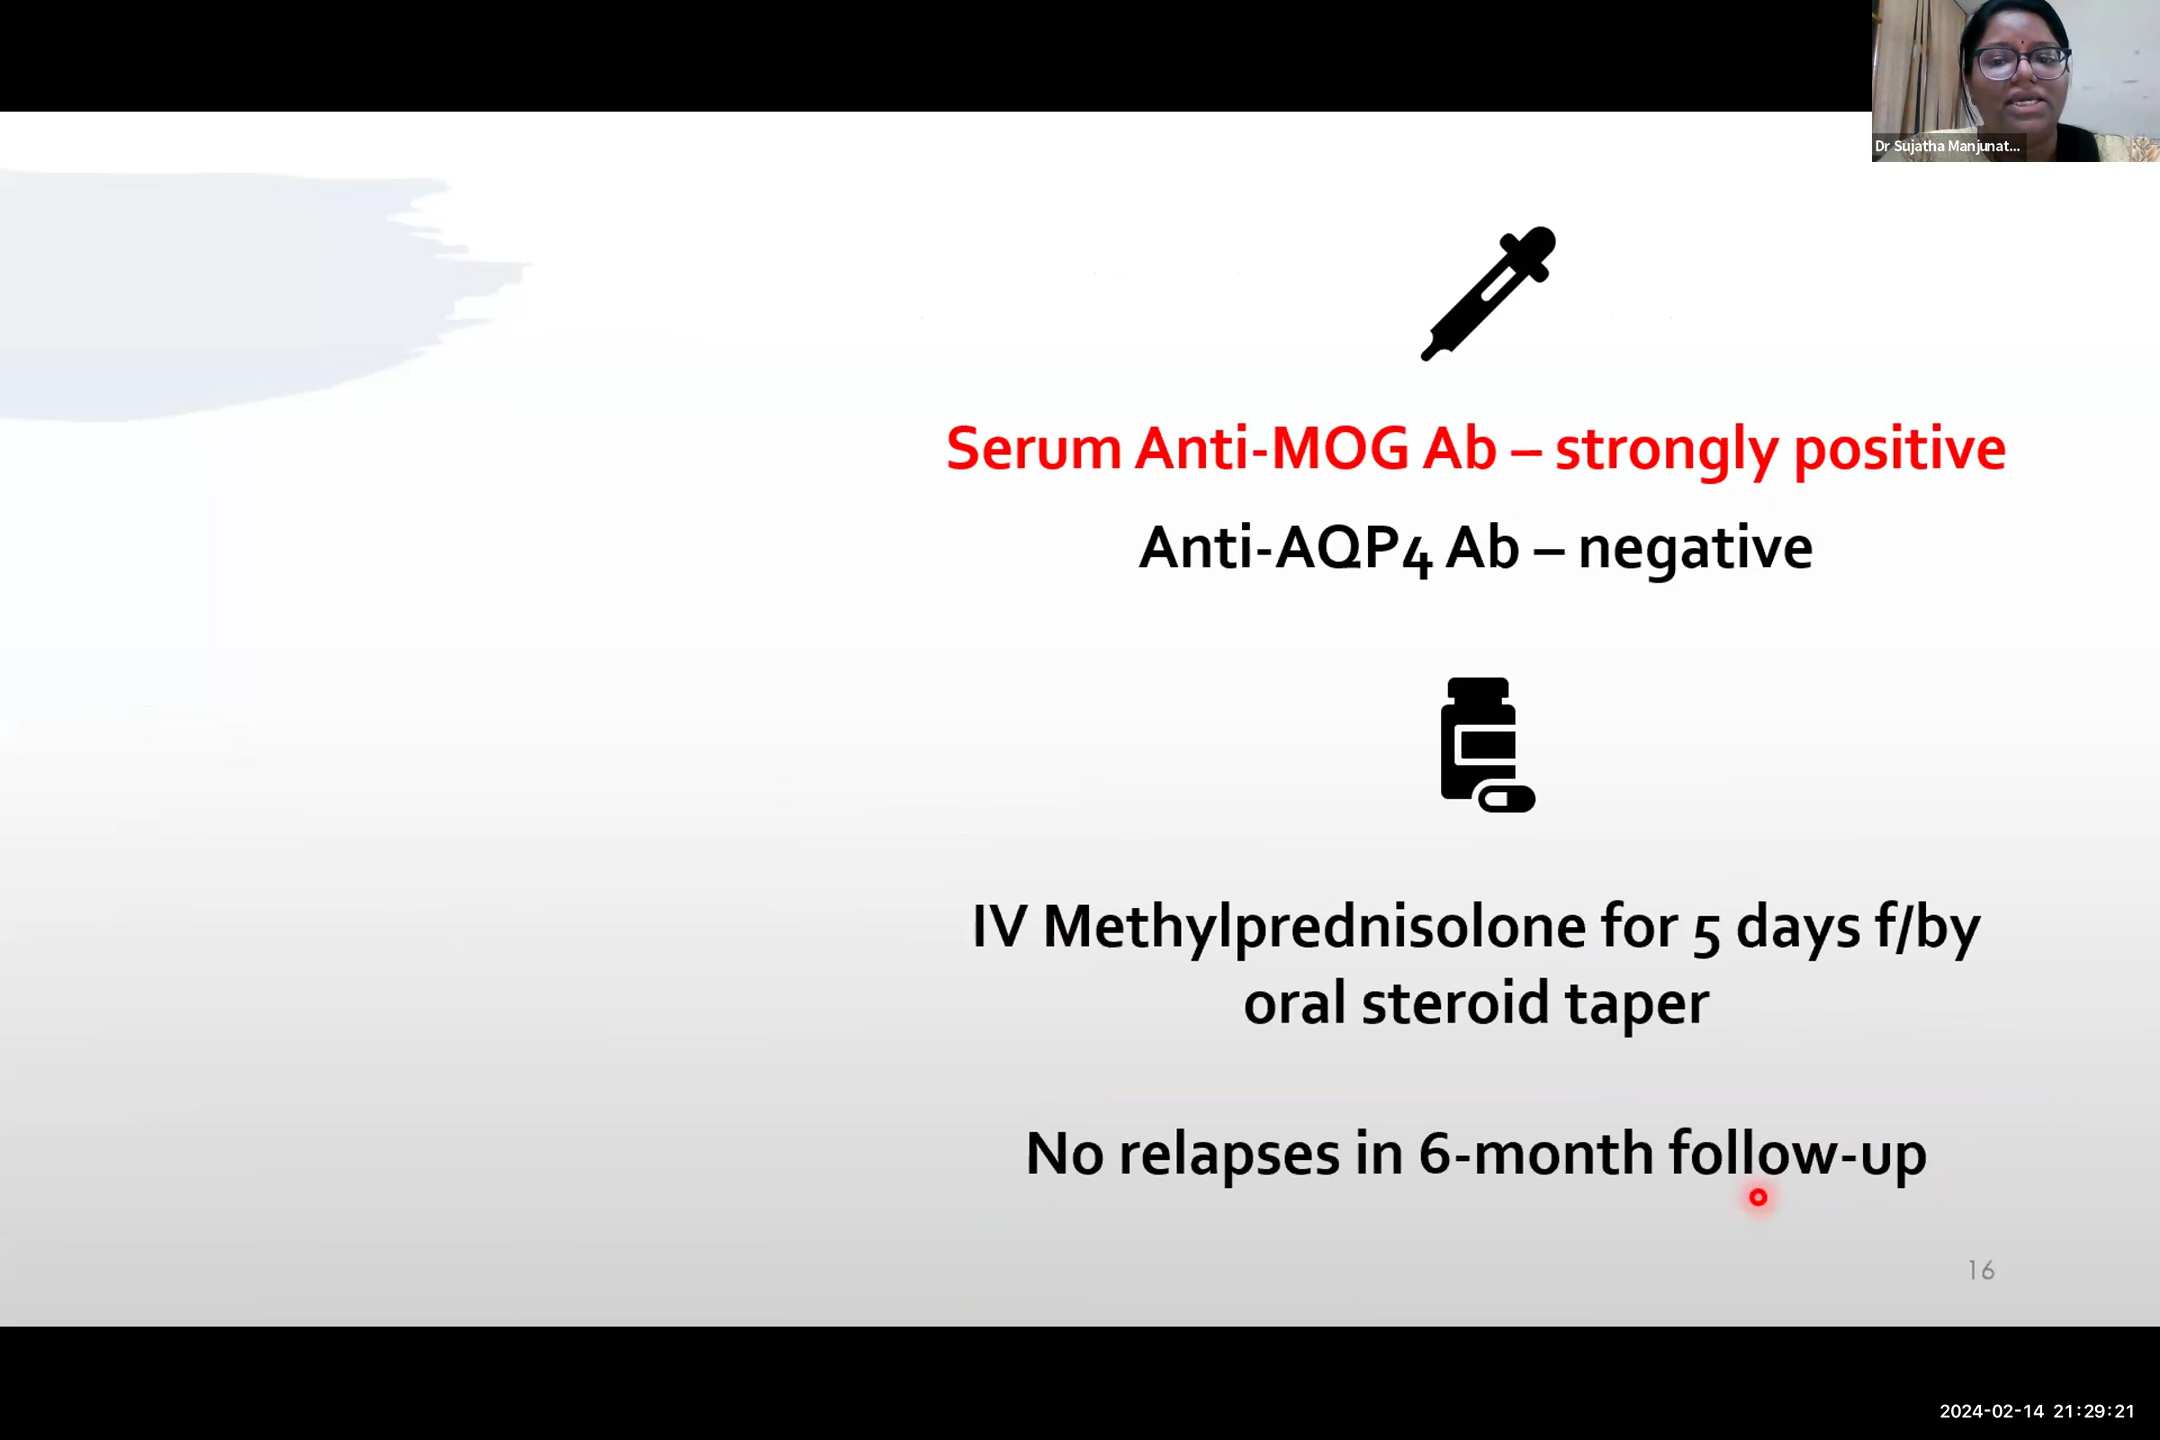 Dr Sujatha Manjunat...
Serum Anti-MOG Ab – strongly positive
Anti-AQP4 Ab – negative
IV Methylprednisolone for 5 days f/by
oral steroid taper
No relapses in 6-month follow-up
16
2024-02-14 21:29:21